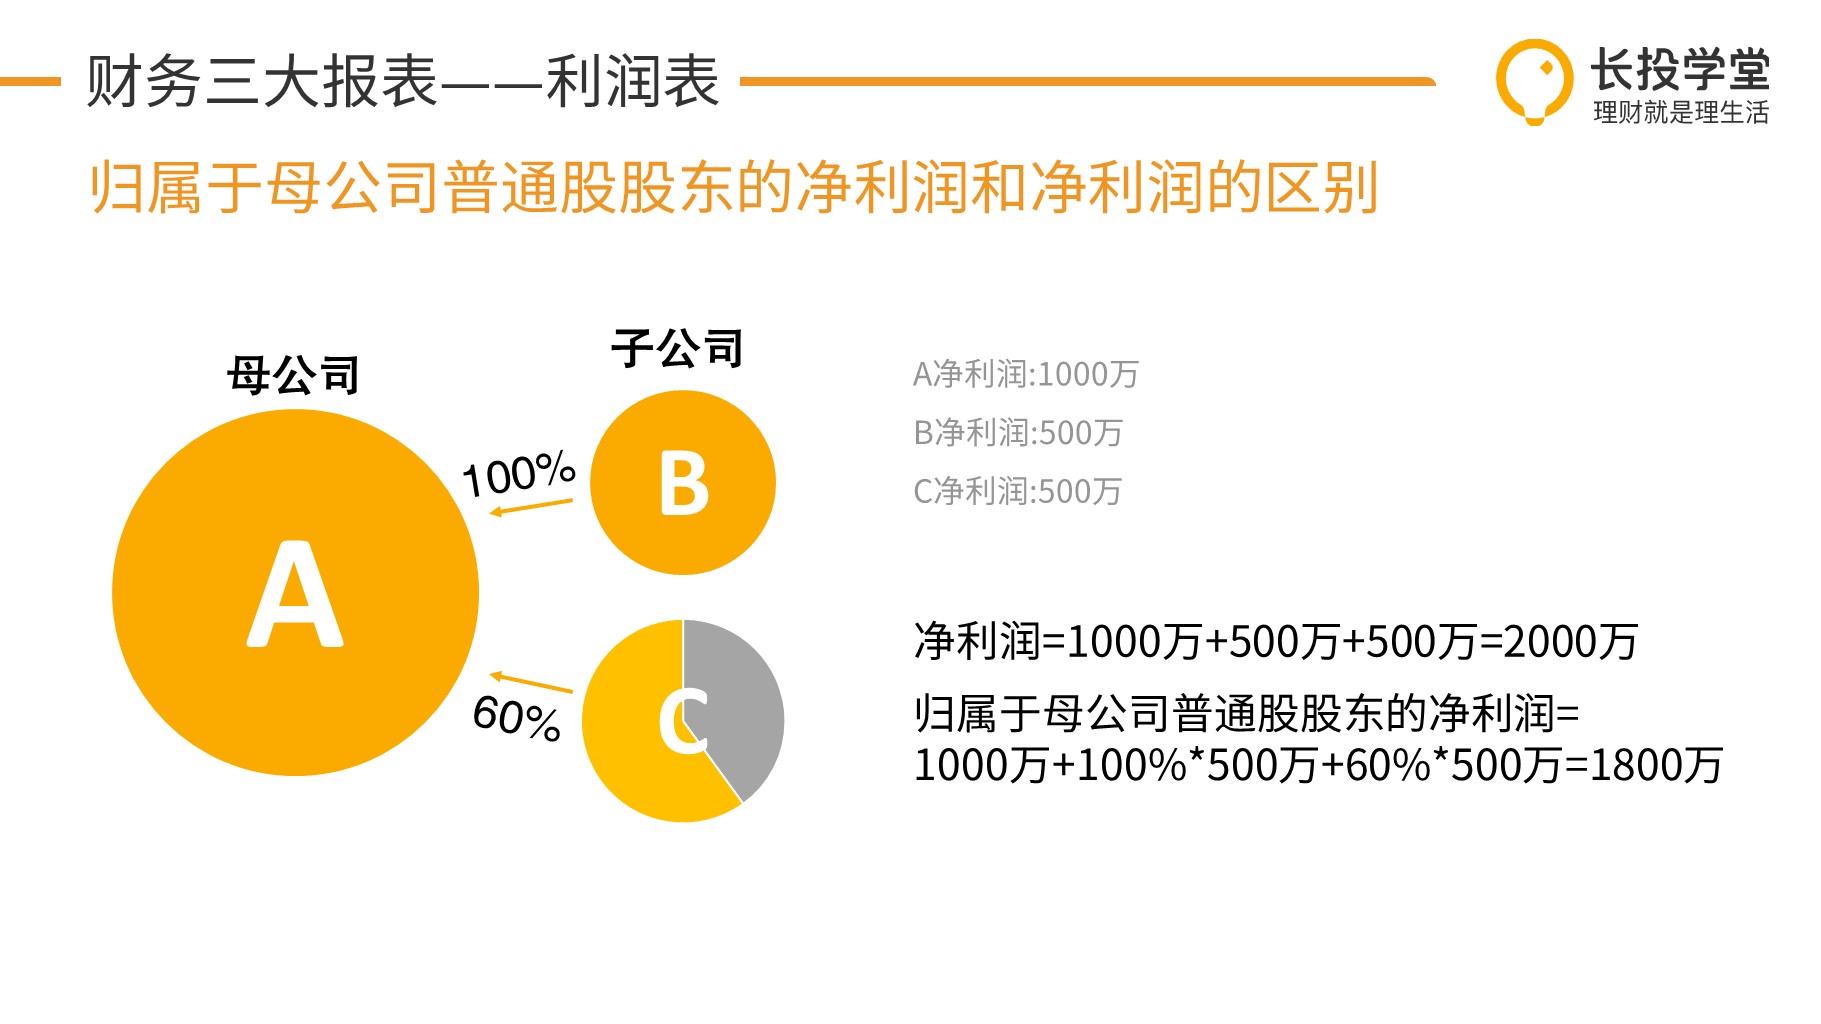 财务三大报表——利润表
长投学堂
理财就是理生活
归属于母公司普通股股东的净利润和净利润的区别
母公司
子公司
A
100%
B
60%
C
A净利润:1000万
B净利润:500万
C净利润:500万
净利润=1000万+500万+500万=2000万
归属于母公司普通股股东的净利润=
1000万+100%*500万+60%*500万=1800万